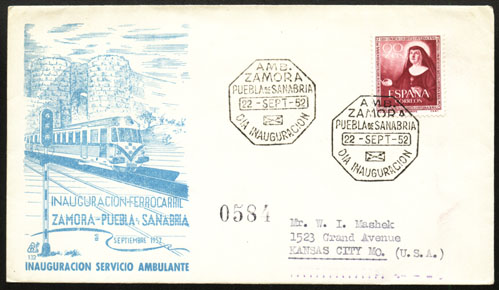 INAUGURACION-FERROCARRIL
ZAMORA-PUEBLA DE SANABRIA
SEPTIEMBRE 1952
INAUGURACION SERVICIO AMBULANTE
AMB.
ZAMORA
PUEBLA DE SANABRIA
22-SEPT-52
DIA INAUGURACION
ESPAÑA
CORREOS
AMB.
ZAMORA
PUEBLA DE SANABRIA
22-SEPT-52
DIA INAUGURACION
0584
Mr. W. I. Mashek
1523 Grand Avenue
KANSAS CITY MO. (U.S.A.)